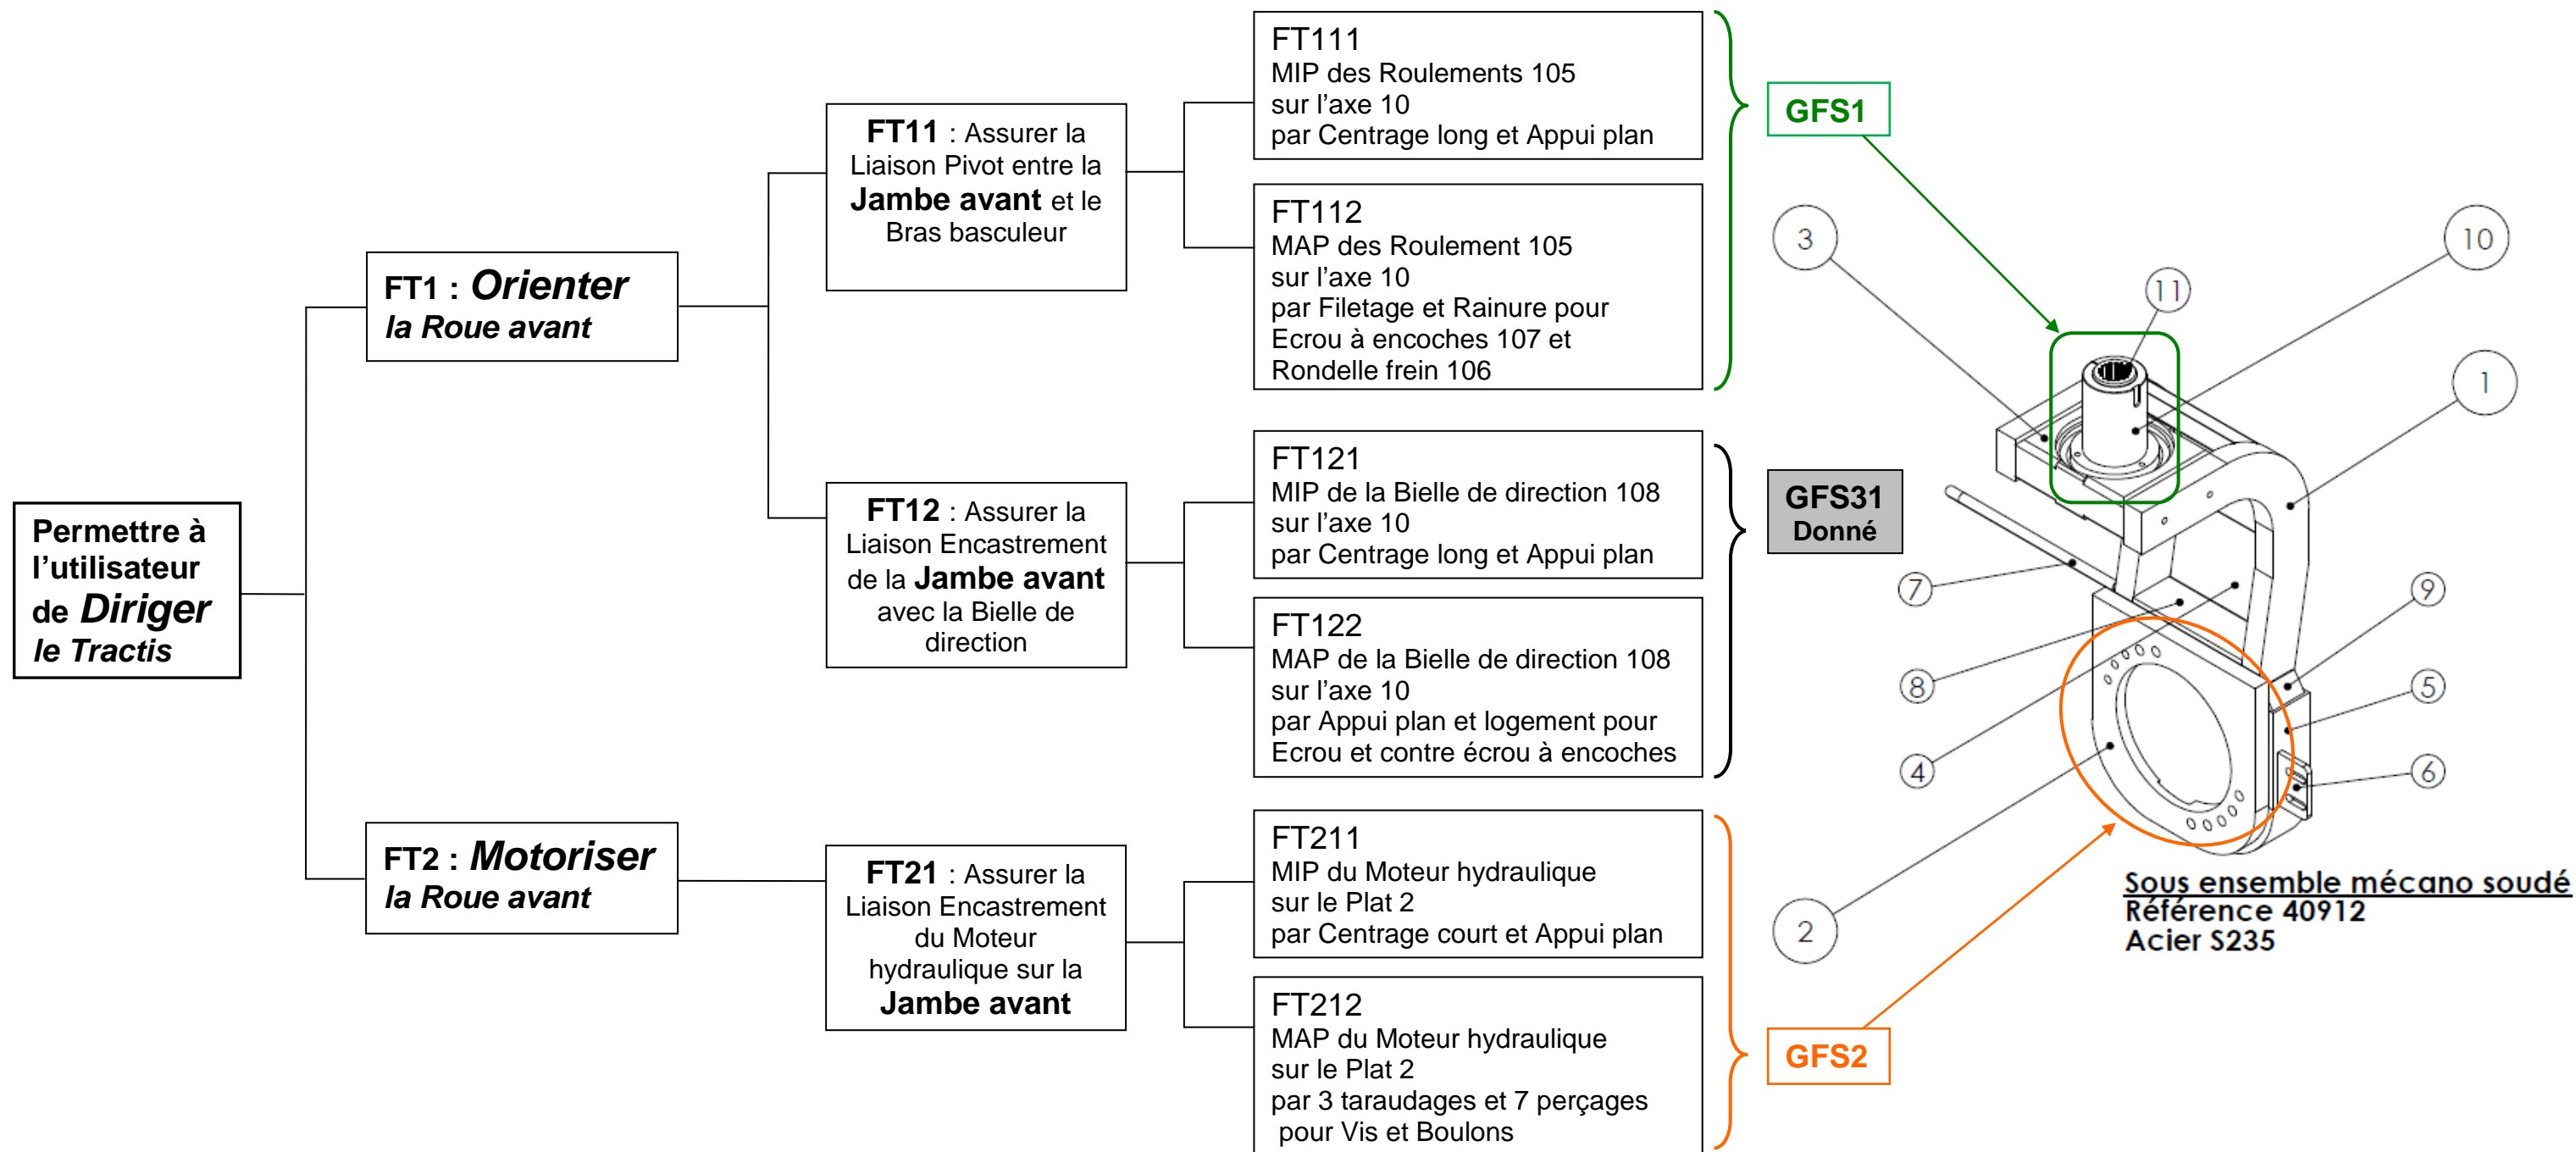 Permettre à
l'utilisateur
de Diriger
le Tractis
FT1 : Orienter
la Roue avant
FT2 : Motoriser
la Roue avant
FT11 : Assurer la
Liaison Pivot entre la
Jambe avant et le
Bras basculeur
FT12 : Assurer la
Liaison Encastrement
de la Jambe avant
avec la Bielle de
direction
FT21 : Assurer la
Liaison Encastrement
du Moteur
hydraulique sur la
Jambe avant
FT111
MIP des Roulements 105
sur l'axe 10
par Centrage long et Appui plan
FT112
MAP des Roulement 105
sur l'axe 10
par Filetage et Rainure pour
Ecrou à encoches 107 et
Rondelle frein 106
FT121
MIP de la Bielle de direction 108
sur l'axe 10
par Centrage long et Appui plan
FT122
MAP de la Bielle de direction 108
sur l'axe 10
par Appui plan et logement pour
Ecrou et contre écrou à encoches
FT211
MIP du Moteur hydraulique
sur le Plat 2
par Centrage court et Appui plan
FT212
MAP du Moteur hydraulique
sur le Plat 2
par 3 taraudages et 7 perçages
pour Vis et Boulons
GFS1
GFS31
Donné
GFS2
3
10
11
1
7
9
8
5
4
6
2
Sous ensemble mécano soudé
Référence 40912
Acier S235